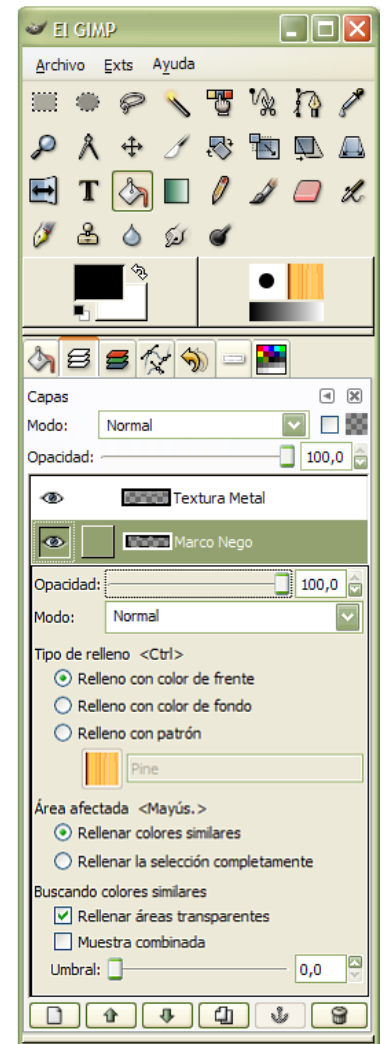 El GIMP
Archivo Exts Ayuda
Capas
Modo: Normal
Opacidad: 100,0
Textura Metal
Marco Nego
Opacidad: 100,0
Modo: Normal
Tipo de relleno <Ctrl>
Relleno con color de frente
Relleno con color de fondo
Relleno con patrón
Pine
Área afectada <Mayús.>
Rellenar colores similares
Rellenar la selección completamente
Buscando colores similares
Rellenar áreas transparentes
Muestra combinada
Umbral: 0,0